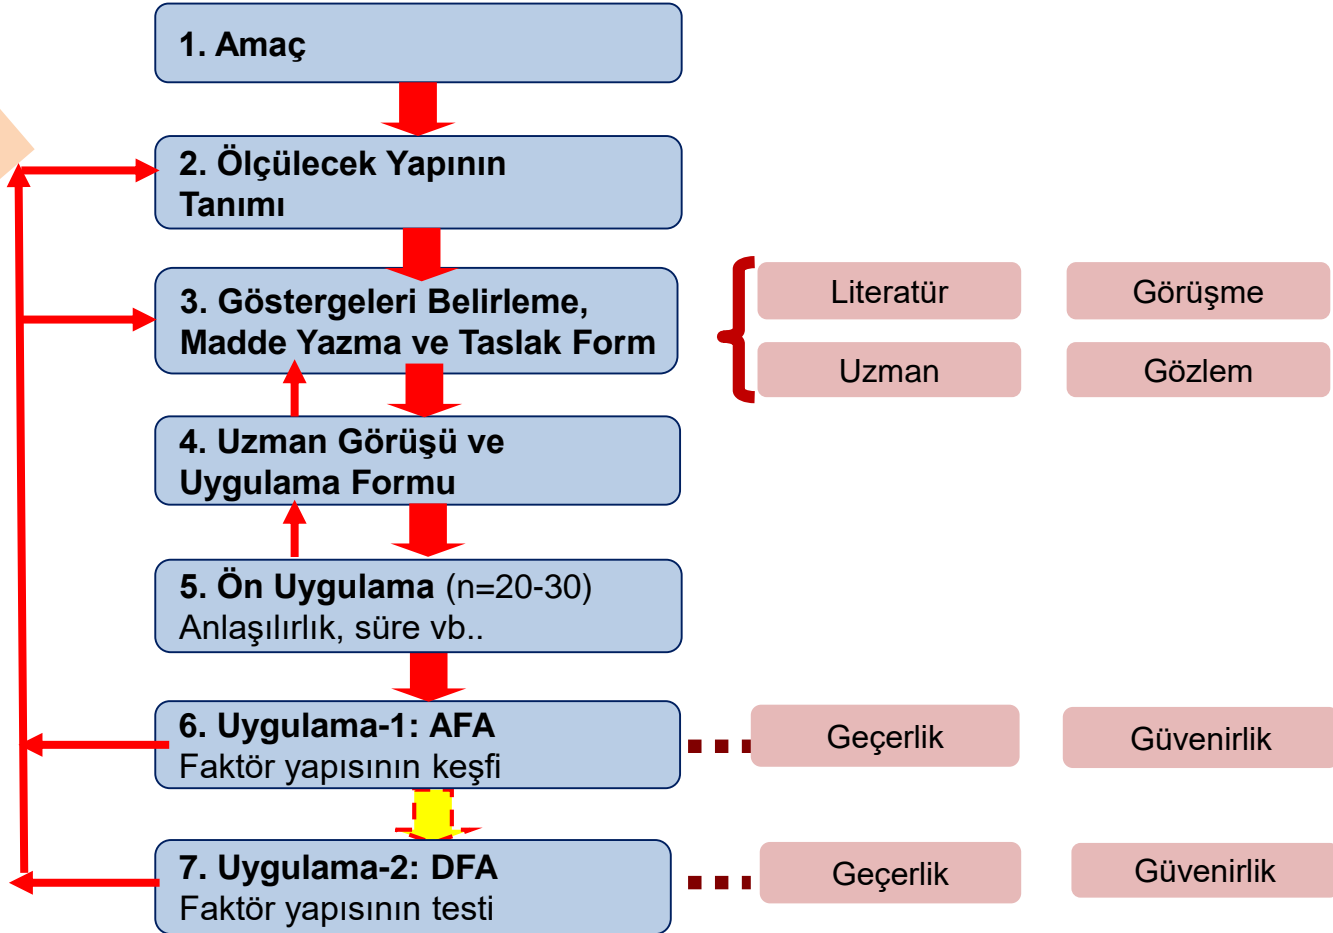 1. Amaç
2. Ölçülecek Yapının
Tanımı
3. Göstergeleri Belirleme,
Madde Yazma ve Taslak Form
Literatür
Görüşme
Uzman
Gözlem
4. Uzman Görüşü ve
Uygulama Formu
5. Ön Uygulama (n=20-30)
Anlaşılırlık, süre vb..
6. Uygulama-1: AFA
Faktör yapısının keşfi
Geçerlik
Güvenirlik
7. Uygulama-2: DFA
Faktör yapısının testi
Geçerlik
Güvenirlik